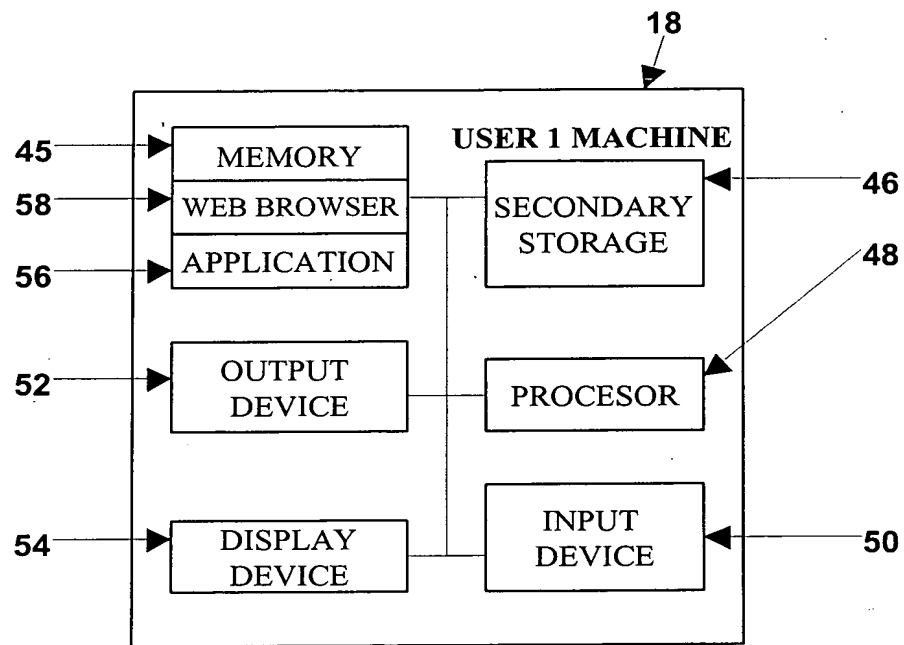 18
USER 1 MACHINE
45
MEMORY
58
WEB BROWSER
56
APPLICATION
SECONDARY
STORAGE
46
52
OUTPUT
DEVICE
PROCESOR
48
54
DISPLAY
DEVICE
INPUT
DEVICE
50